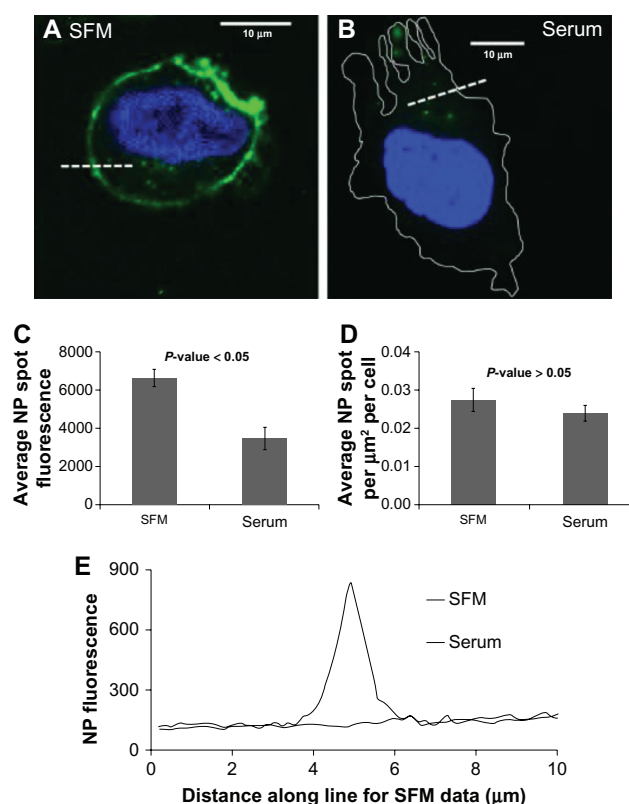 A SFM
10 μm
B Serum
10 μm
C
P-value < 0.05
Average NP spot
fluorescence
8000
6000
4000
2000
0
SFM
Serum
D
P-value > 0.05
Average NP spot
per μm² per cell
0.04
0.03
0.02
0.01
0.00
SFM
Serum
E
NP fluorescence
900
600
300
0
SFM
Serum
0
2
4
6
8
10
Distance along line for SFM data (μm)